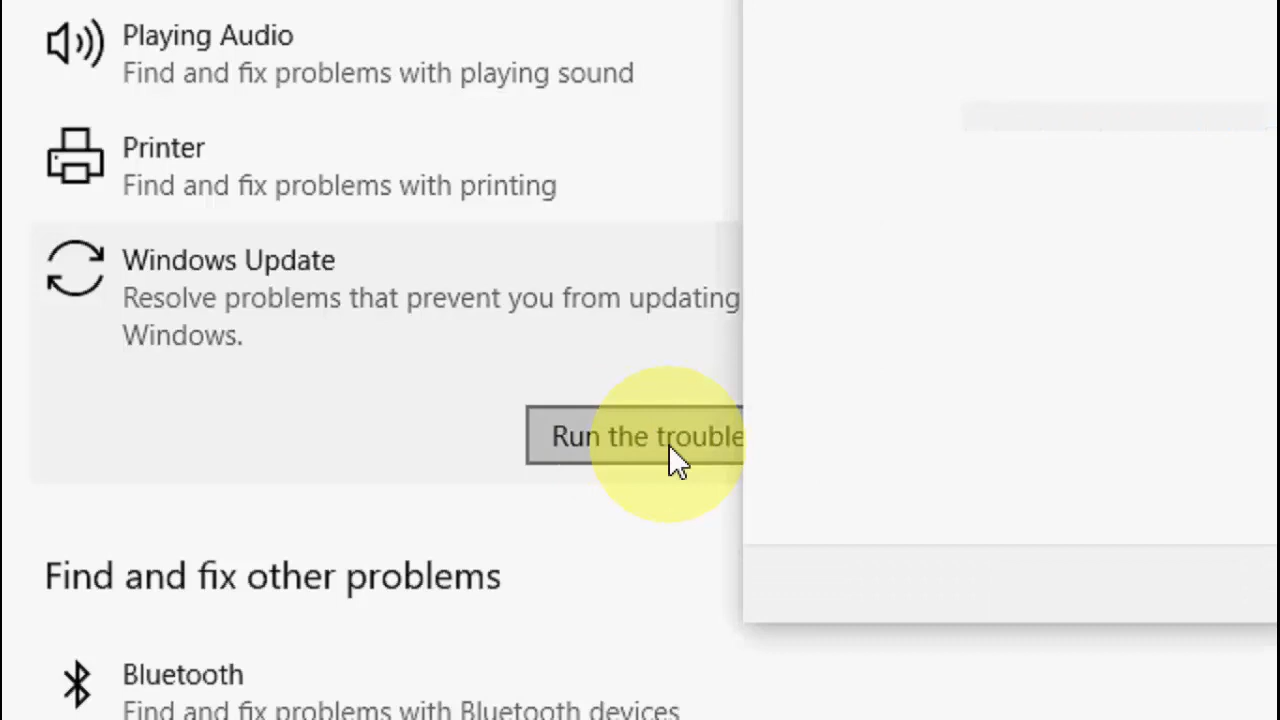 Playing Audio
Find and fix problems with playing sound
Printer
Find and fix problems with printing
Windows Update
Resolve problems that prevent you from updating
Windows.
Run the trouble
Find and fix other problems
Bluetooth
Find and fix problems with Bluetooth devices